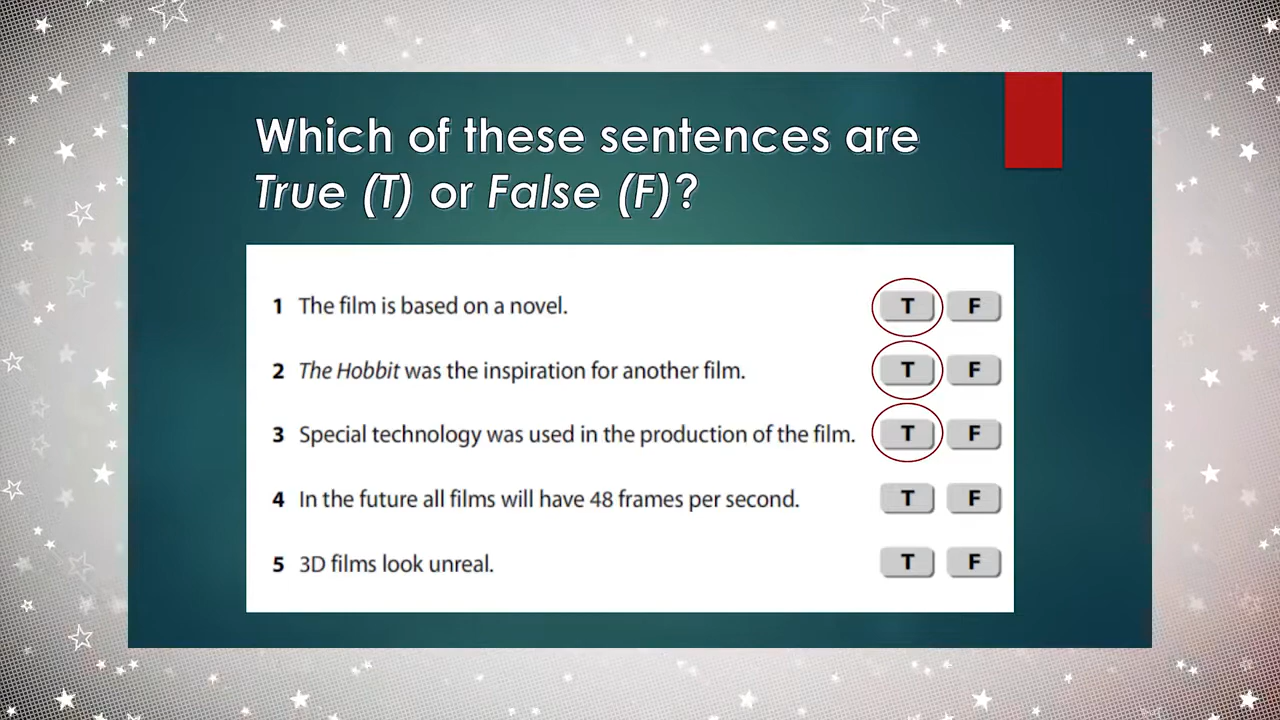 Which of these sentences are
True (T) or False (F)?
1 The film is based on a novel. T F
2 The Hobbit was the inspiration for another film. T F
3 Special technology was used in the production of the film. T F
4 In the future all films will have 48 frames per second. T F
5 3D films look unreal. T F